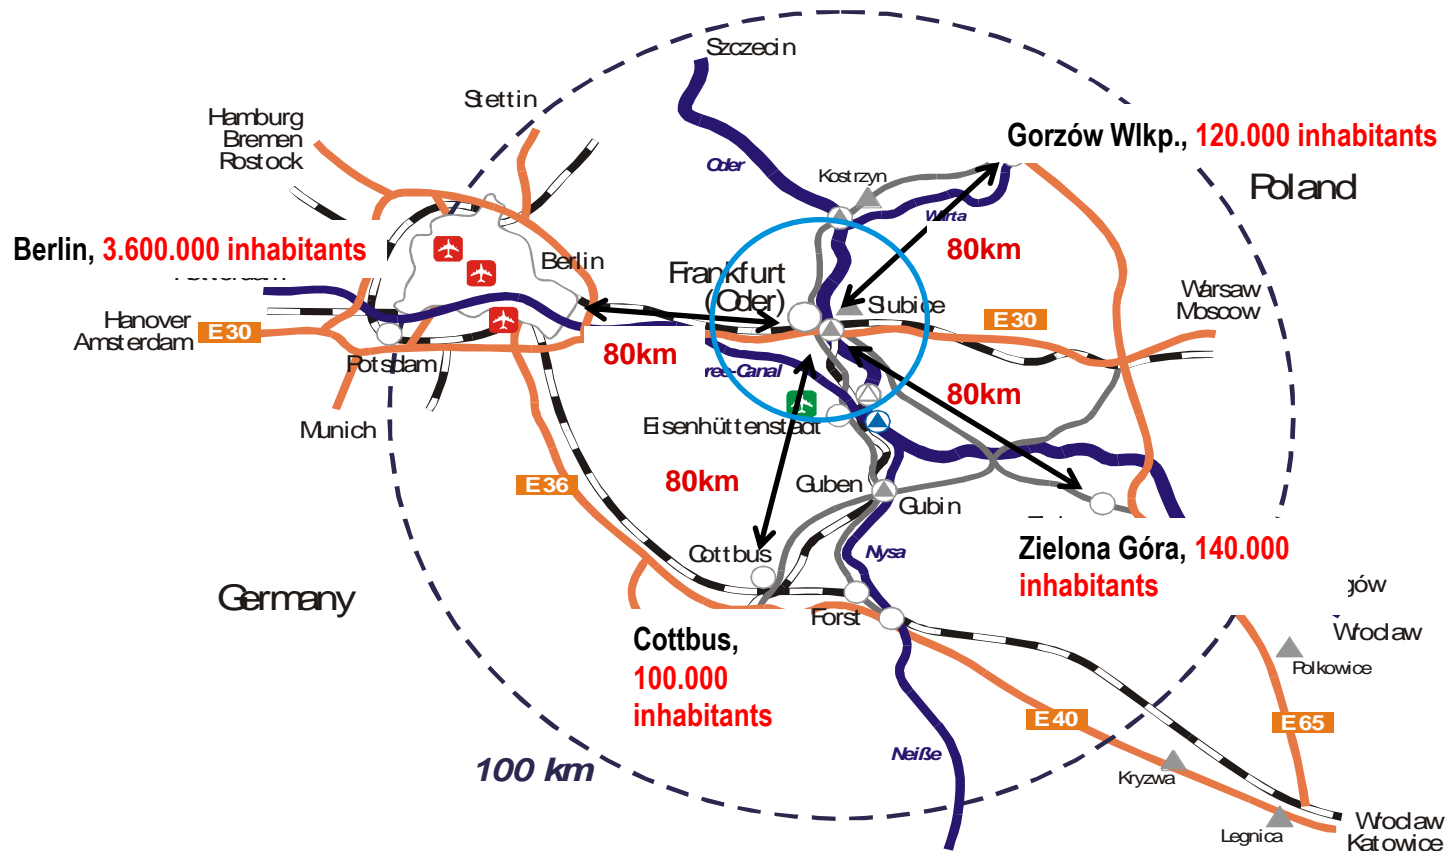 Szczecin
Stettin
Hamburg
Bremen
Rostock
Gorzów Wlkp., 120.000 inhabitants
Oder
Kostrzyn
Poland
Warta
Berlin, 3.600.000 inhabitants
80km
Berlin
Frankfurt
(Oder)
Slubice
Warsaw
Moscow
Hanover
Amsterdam
E30
E30
Potsdam
80km
ree-Canal
80km
Munich
Eisenhüttenstadt
80km
E36
Guben
Gubin
Cottbus
Nysa
Zielona Góra, 140.000
inhabitants
Germany
Forst
gów
Wroclaw
Polkowice
Cottbus,
100.000
inhabitants
E40
E65
Neiße
100 km
Kryzwa
Legnica
Wroclaw
Katowice